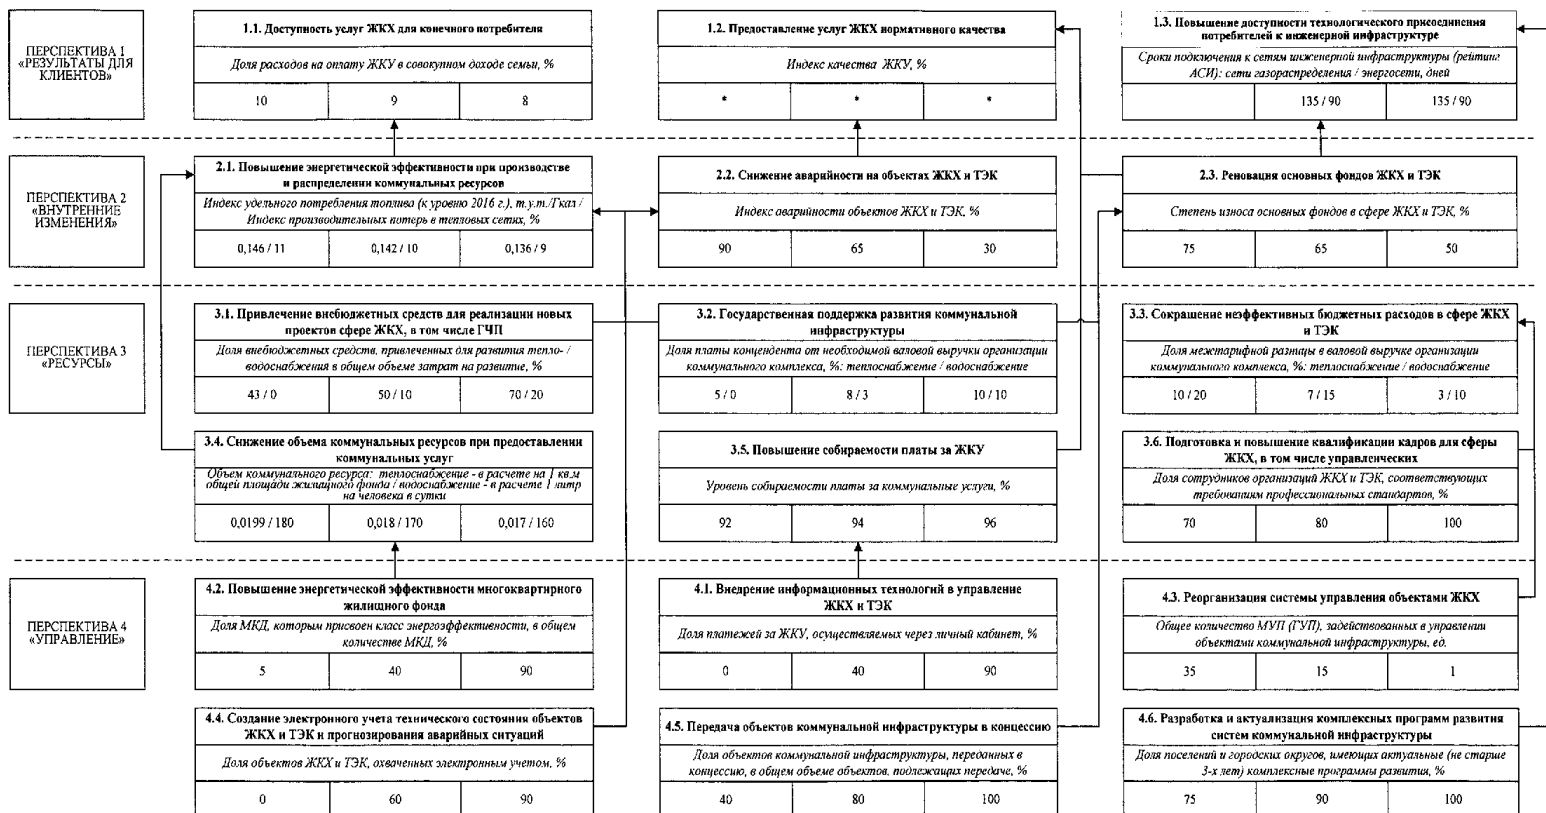 ПЕРСПЕКТИВА 1
«РЕЗУЛЬТАТЫ ДЛЯ
КЛИЕНТОВ»
1.1. Доступность услуг ЖКХ для конечного потребителя
Доля расходов на оплату ЖКУ в совокупном доходе семьи, %
10 9 8
1.2. Предоставление услуг ЖКХ нормативного качества
Индекс качества ЖКУ, %
* * *
1.3. Повышение доступности технологического присоединения
потребителей к инженерной инфраструктуре
Сроки подключения к сетям инженерной инфраструктуры (рейтинг
АСИ): сети газораспределения / энергосети, дней
135 / 90 135 / 90
ПЕРСПЕКТИВА 2
«ВНУТРЕННИЕ
ИЗМЕНЕНИЯ»
2.1. Повышение энергетической эффективности при производстве
и распределении коммунальных ресурсов
Индекс удельного потребления топлива (к уровню 2016 г.), т.у.т./Гкал /
Индекс производительных потерь в тепловых сетях, %
0,146 / 11 0,142 / 10 0,136 / 9
2.2. Снижение аварийности на объектах ЖКХ и ТЭК
Индекс аварийности объектов ЖКХ и ТЭК, %
90 65 30
2.3. Реновация основных фондов ЖКХ и ТЭК
Степень износа основных фондов в сфере ЖКХ и ТЭК, %
75 65 50
ПЕРСПЕКТИВА 3
«РЕСУРСЫ»
3.1. Привлечение внебюджетных средств для реализации новых
проектов сфере ЖКХ, в том числе ГЧП
Доля внебюджетных средств, привлеченных для развития тепло- /
водоснабжения в общем объеме затрат на развитие, %
43 / 0 50 / 10 70 / 20
3.2. Государственная поддержка развития коммунальной
инфраструктуры
Доля платы концендента от необходимой валовой выручки организации
коммунального комплекса, %: теплоснабжение / водоснабжение
5 / 0 8 / 3 10 / 10
3.3. Сокращение неэффективных бюджетных расходов в сфере ЖКХ
и ТЭК
Доля межтарифной разницы в валовой выручке организации
коммунального комплекса, %: теплоснабжение / водоснабжение
10 / 20 7 / 15 3 / 10
3.4. Снижение объема коммунальных ресурсов при предоставлении
коммунальных услуг
Объем коммунального ресурса: теплоснабжение - в расчете на 1 кв.м
общей площади жилищного фонда / водоснабжение - в расчете 1 литр
на человека в сутки
0,0199 / 180 0,018 / 170 0,017 / 160
3.5. Повышение собираемости платы за ЖКУ
Уровень собираемости платы за коммунальные услуги, %
92 94 96
3.6. Подготовка и повышение квалификации кадров для сферы
ЖКХ, в том числе управленческих
Доля сотрудников организаций ЖКХ и ТЭК, соответствующих
требованиям профессиональных стандартов, %
70 80 100
ПЕРСПЕКТИВА 4
«УПРАВЛЕНИЕ»
4.2. Повышение энергетической эффективности многоквартирного
жилищного фонда
Доля МКД, которым присвоен класс энергоэффективности, в общем
количестве МКД, %
5 40 90
4.1. Внедрение информационных технологий в управление
ЖКХ и ТЭК
Доля платежей за ЖКУ, осуществляемых через личный кабинет, %
0 40 90
4.3. Реорганизация системы управления объектами ЖКХ
Общее количество МУП (ГУП), задействованных в управлении
объектами коммунальной инфраструктуры, ед.
35 15 1
4.4. Создание электронного учета технического состояния объектов
ЖКХ и ТЭК и прогнозирования аварийных ситуаций
Доля объектов ЖКХ и ТЭК, охваченных электронным учетом, %
0 60 90
4.5. Передача объектов коммунальной инфраструктуры в концессию
Доля объектов коммунальной инфраструктуры, переданных в
концессию, в общем объеме объектов, подлежащих передаче, %
40 80 100
4.6. Разработка и актуализация комплексных программ развития
систем коммунальной инфраструктуры
Доля поселений и городских округов, имеющих актуальные (не старше
3-х лет) комплексные программы развития, %
75 90 100